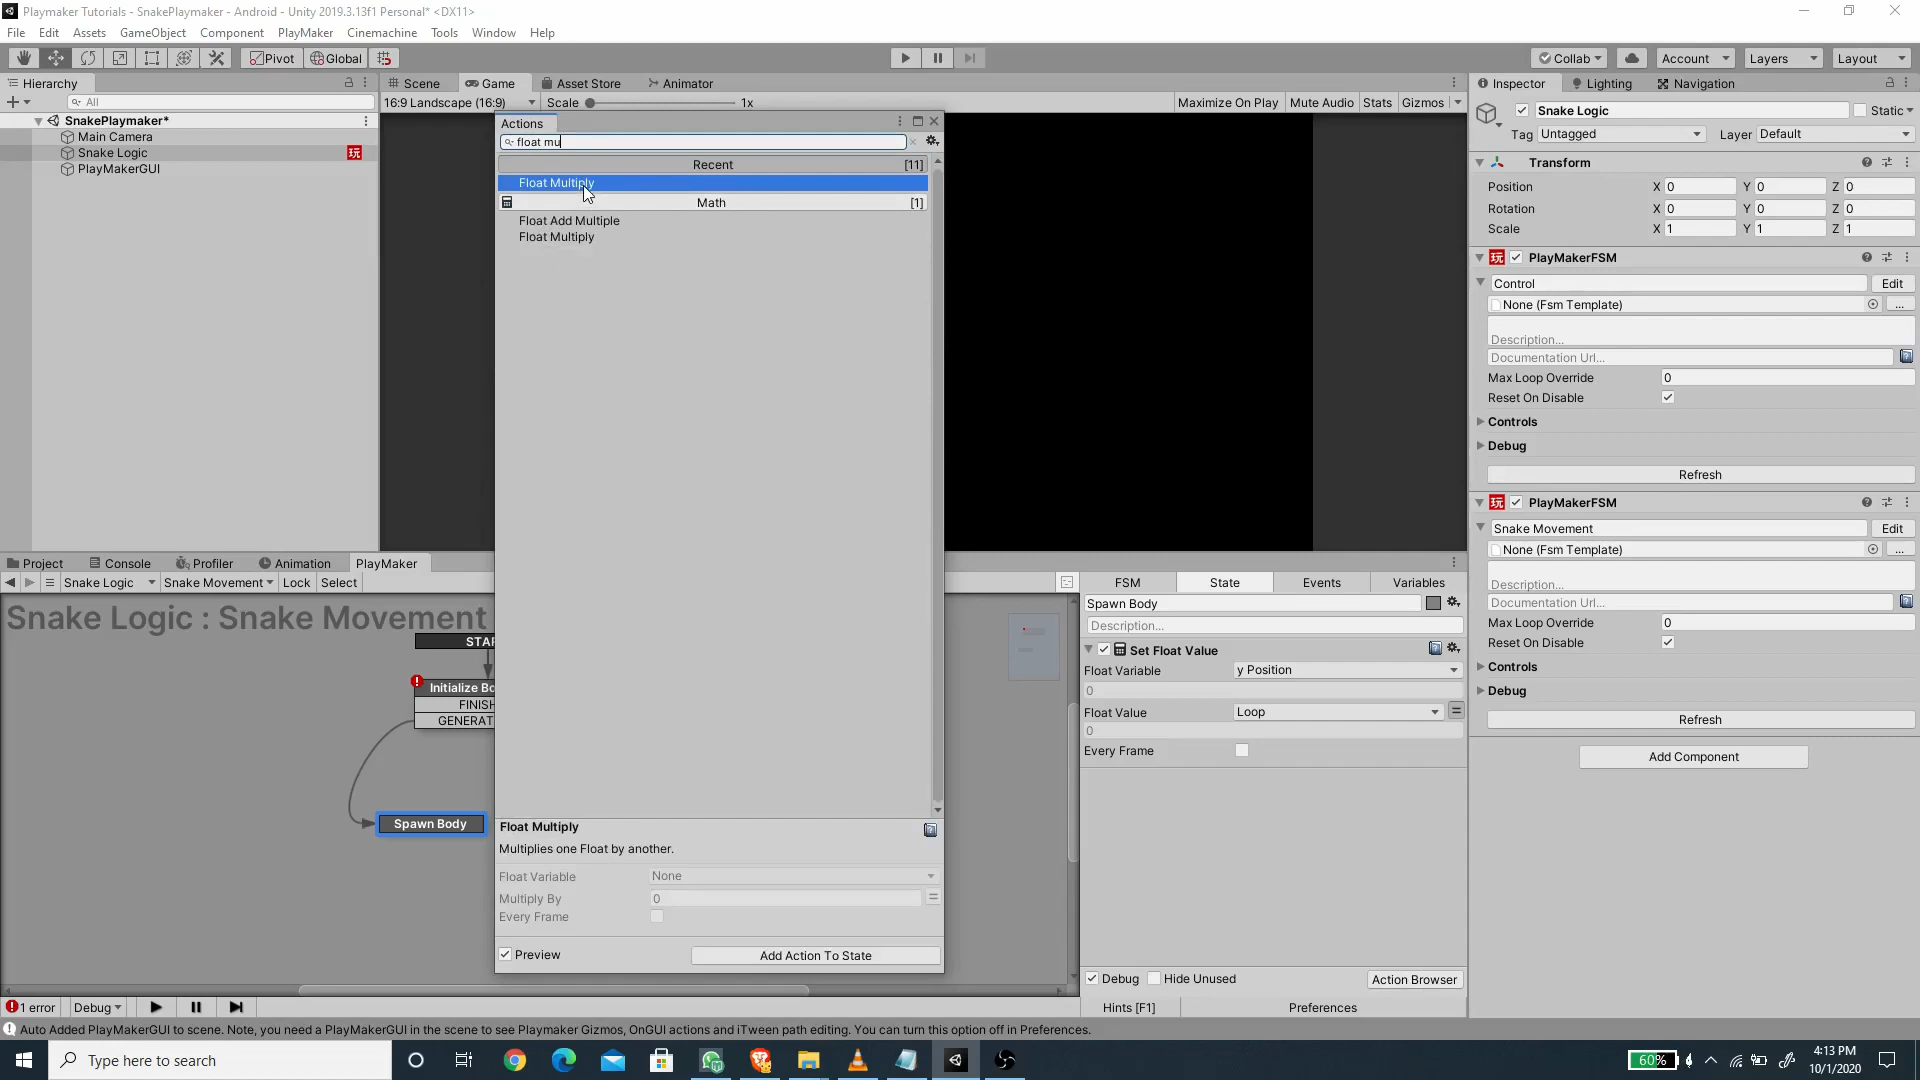 Playmaker Tutorials - SnakePlaymaker - Android - Unity 2019.3.13f1 Personal* <DX11>
File Edit Assets GameObject Component PlayMaker Cinemachine Tools Window Help
Pivot Global Collab Account Layers Layout
Hierarchy Scene Game Asset Store Animator Inspector Lighting Navigation
All 16:9 Landscape (16:9) Scale 1x Maximize On Play Mute Audio Stats Gizmos
SnakePlaymaker*
Main Camera
Snake Logic
PlayMakerGUI
Actions
float mu
Recent [11]
Float Multiply
Math [1]
Float Add Multiple
Float Multiply
Float Multiply
Multiplies one Float by another.
Float Variable None
Multiply By 0
Every Frame
Preview Add Action To State
Snake Logic Static
Tag Untagged Layer Default
Transform
Position X 0 Y 0 Z 0
Rotation X 0 Y 0 Z 0
Scale X 1 Y 1 Z 1
玩 PlayMakerFSM
Control Edit
None (Fsm Template) ...
Description...
Documentation Url...
Max Loop Override 0
Reset On Disable
Controls
Debug
Refresh
玩 PlayMakerFSM
Snake Movement Edit
None (Fsm Template) ...
Description...
Documentation Url...
Max Loop Override 0
Reset On Disable
Controls
Debug
Refresh
Add Component
Project Console Profiler Animation PlayMaker
Snake Logic Snake Movement Lock Select
Snake Logic : Snake Movement
STAR
Initialize Bo
FINISH
GENERAT
Spawn Body
FSM State Events Variables
Spawn Body
Description...
Set Float Value
Float Variable y Position
0
Float Value Loop
0
Every Frame
Debug Hide Unused Action Browser
1 error Debug Hints [F1] Preferences
Auto Added PlayMakerGUI to scene. Note, you need a PlayMakerGUI in the scene to see Playmaker Gizmos, OnGUI actions and iTween path editing. You can turn this option off in Preferences.
Type here to search 60% 4:13 PM
10/1/2020